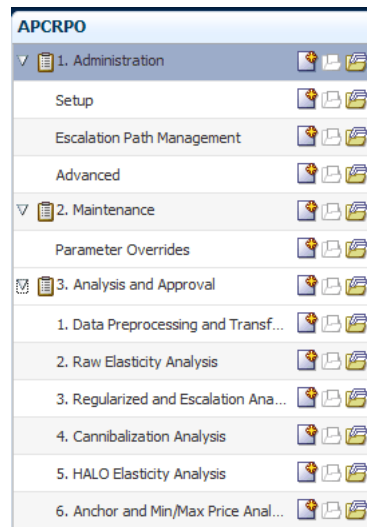 APCRPO
1. Administration
Setup
Escalation Path Management
Advanced
2. Maintenance
Parameter Overrides
3. Analysis and Approval
1. Data Preprocessing and Transf...
2. Raw Elasticity Analysis
3. Regularized and Escalation Ana...
4. Cannibalization Analysis
5. HALO Elasticity Analysis
6. Anchor and Min/Max Price Anal...